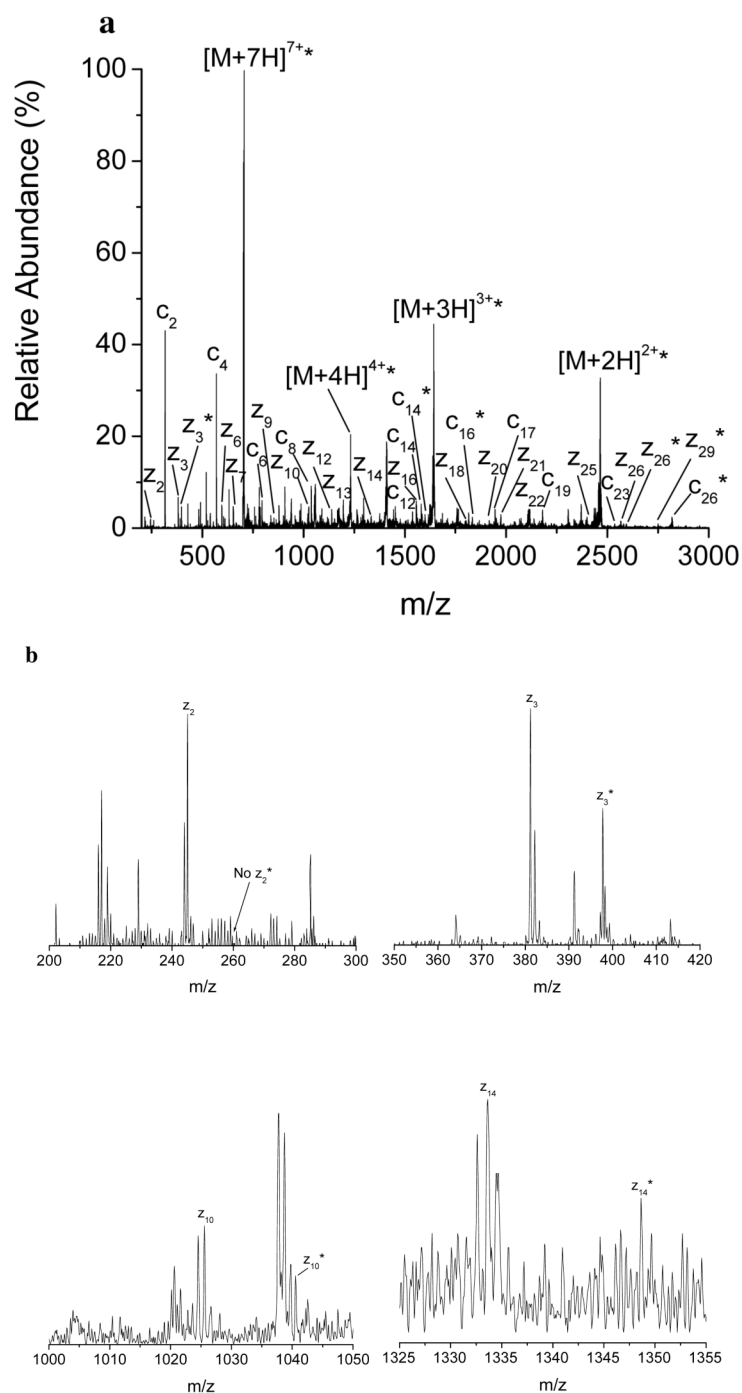 a
[M+7H]7+*
Relative Abundance (%)
100
80
60
40
20
0
c2
c4
[M+4H]4+*
[M+3H]3+*
[M+2H]2+*
z2
z3
z3*
z6
z7
c6
z9
z10
c8
z12
z13
z14
c12
z16
c14
c14*
c16*
z18
z20
c17
z21
z22
c19
z25
c23
z26
z26*
z29*
c26*
500 1000 1500 2000 2500 3000
m/z
b
z2
No z2*
200 220 240 260 280 300
m/z
z3
z3*
350 360 370 380 390 400 410 420
m/z
z10
z10*
1000 1010 1020 1030 1040 1050
m/z
z14
z14*
1325 1330 1335 1340 1345 1350 1355
m/z